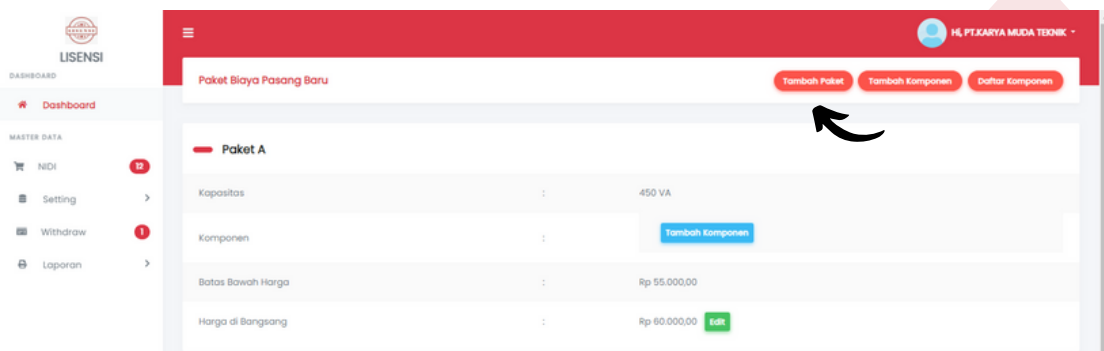 LISENSI
DASHBOARD
Dashboard
MASTER DATA
NIDI 12
Setting
Withdraw 1
Laporan
Hi, PT.KARYA MUDA TEKNIK
Paket Biaya Pasang Baru
Tambah Paket Tambah Komponen Daftar Komponen
Paket A
Kapasitas : 450 VA
Komponen : Tambah Komponen
Batas Bawah Harga : Rp 55.000,00
Harga di Bangsang : Rp 60.000,00 Edit